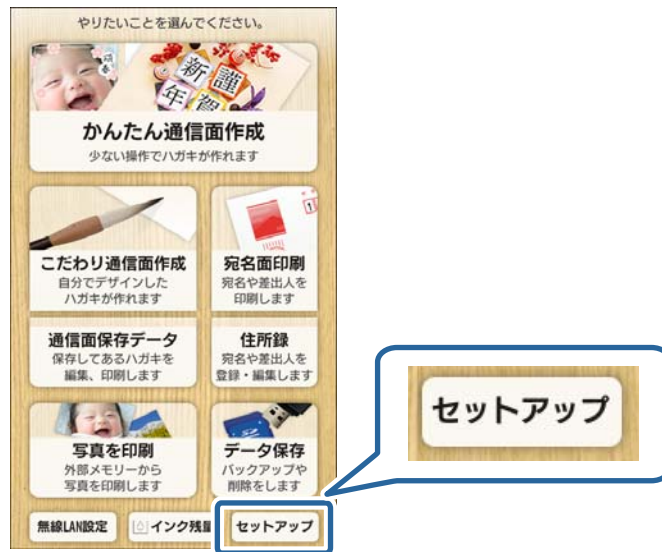 やりたいことを選んでください。
頑春
謹賀新年
かんたん通信面作成
少ない操作でハガキが作れます
こだわり通信面作成
自分でデザインした
ハガキが作れます
宛名面印刷
宛名や差出人を
印刷します
通信面保存データ
保存してあるハガキを
編集、印刷します
住所録
宛名や差出人を
登録・編集します
写真を印刷
外部メモリーから
写真を印刷します
データ保存
バックアップや
削除をします
無線LAN設定
インク残量
セットアップ
セットアップ